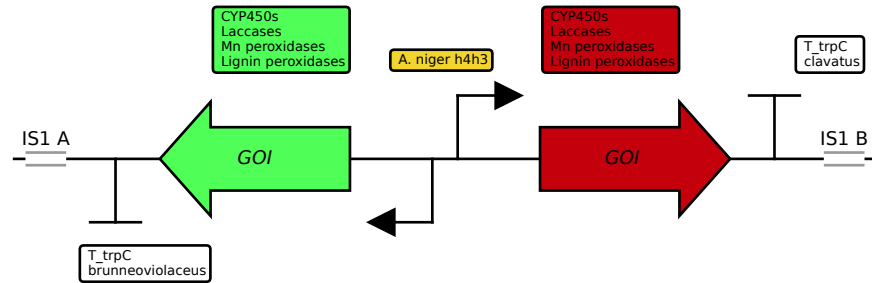 CYP450s
Laccases
Mn peroxidases
Lignin peroxidases
A. niger h4h3
CYP450s
Laccases
Mn peroxidases
Lignin peroxidases
T_trpC
clavatus
IS1 A
GOI
GOI
IS1 B
T_trpC
brunneoviolaceus